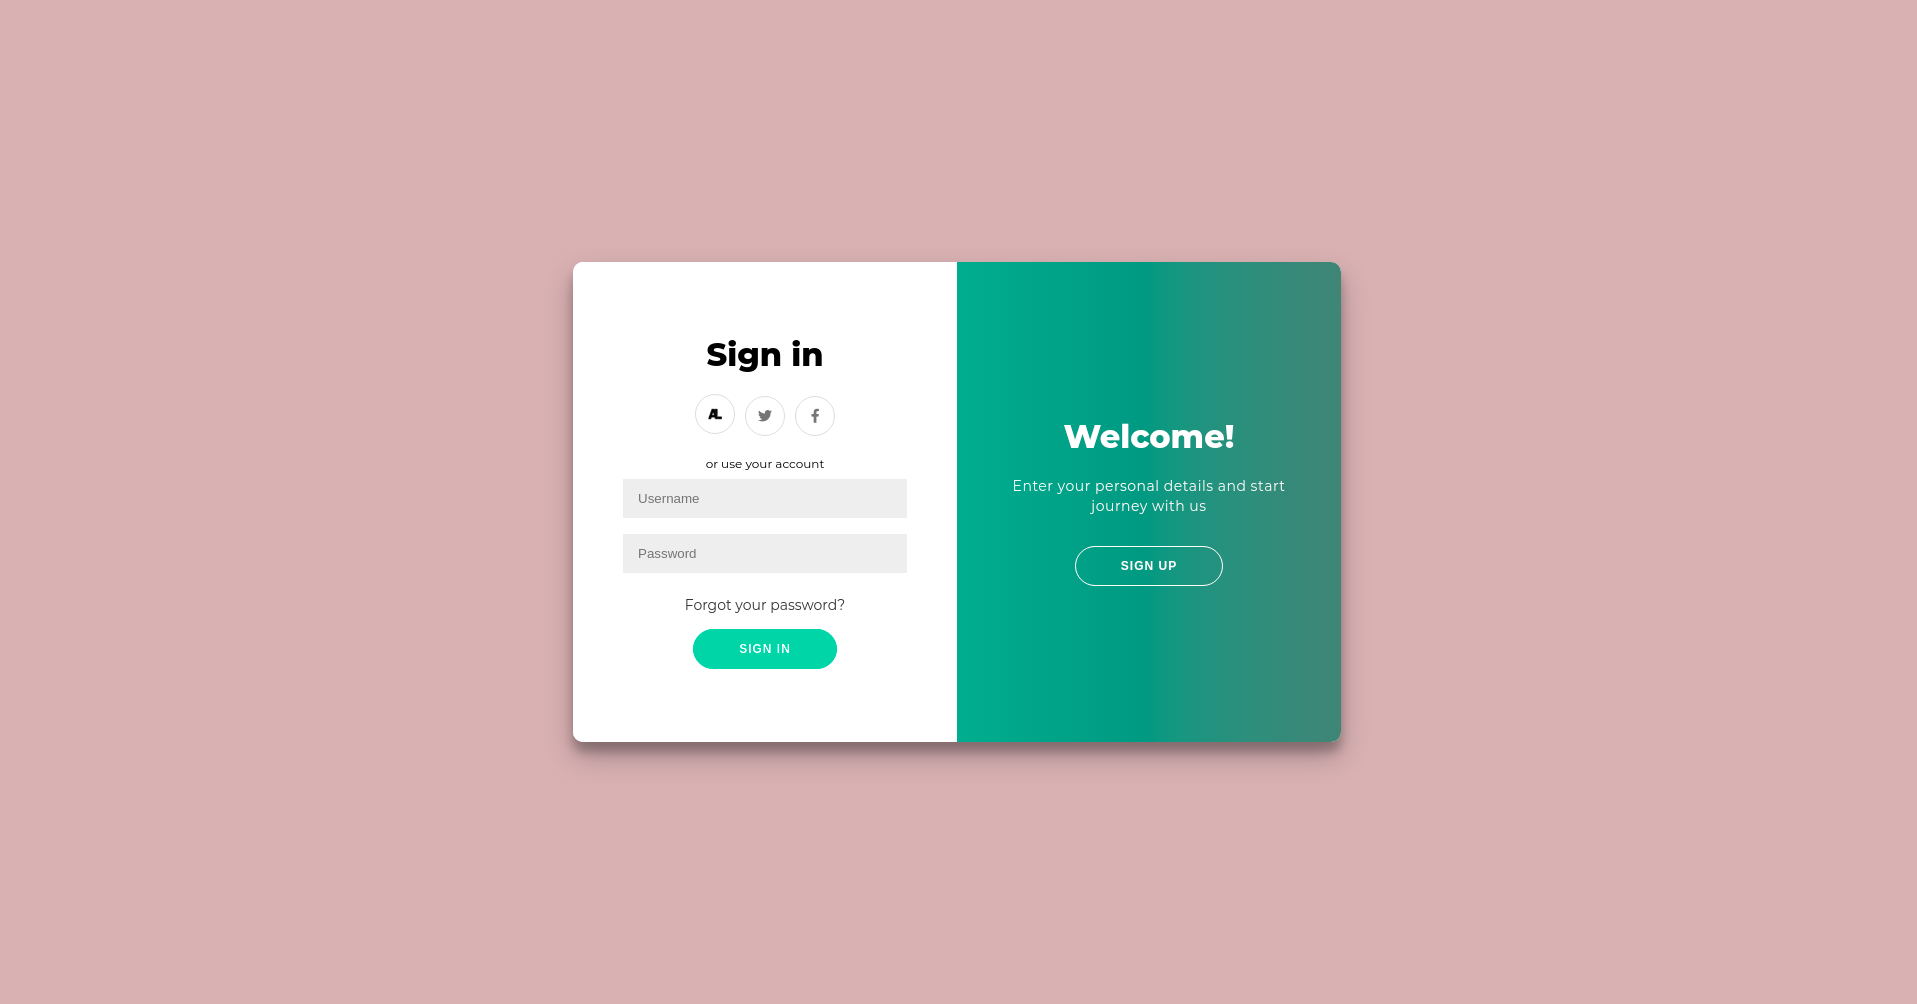 Sign in
AL
or use your account
Username
Password
Forgot your password?
SIGN IN
Welcome!
Enter your personal details and start
journey with us
SIGN UP